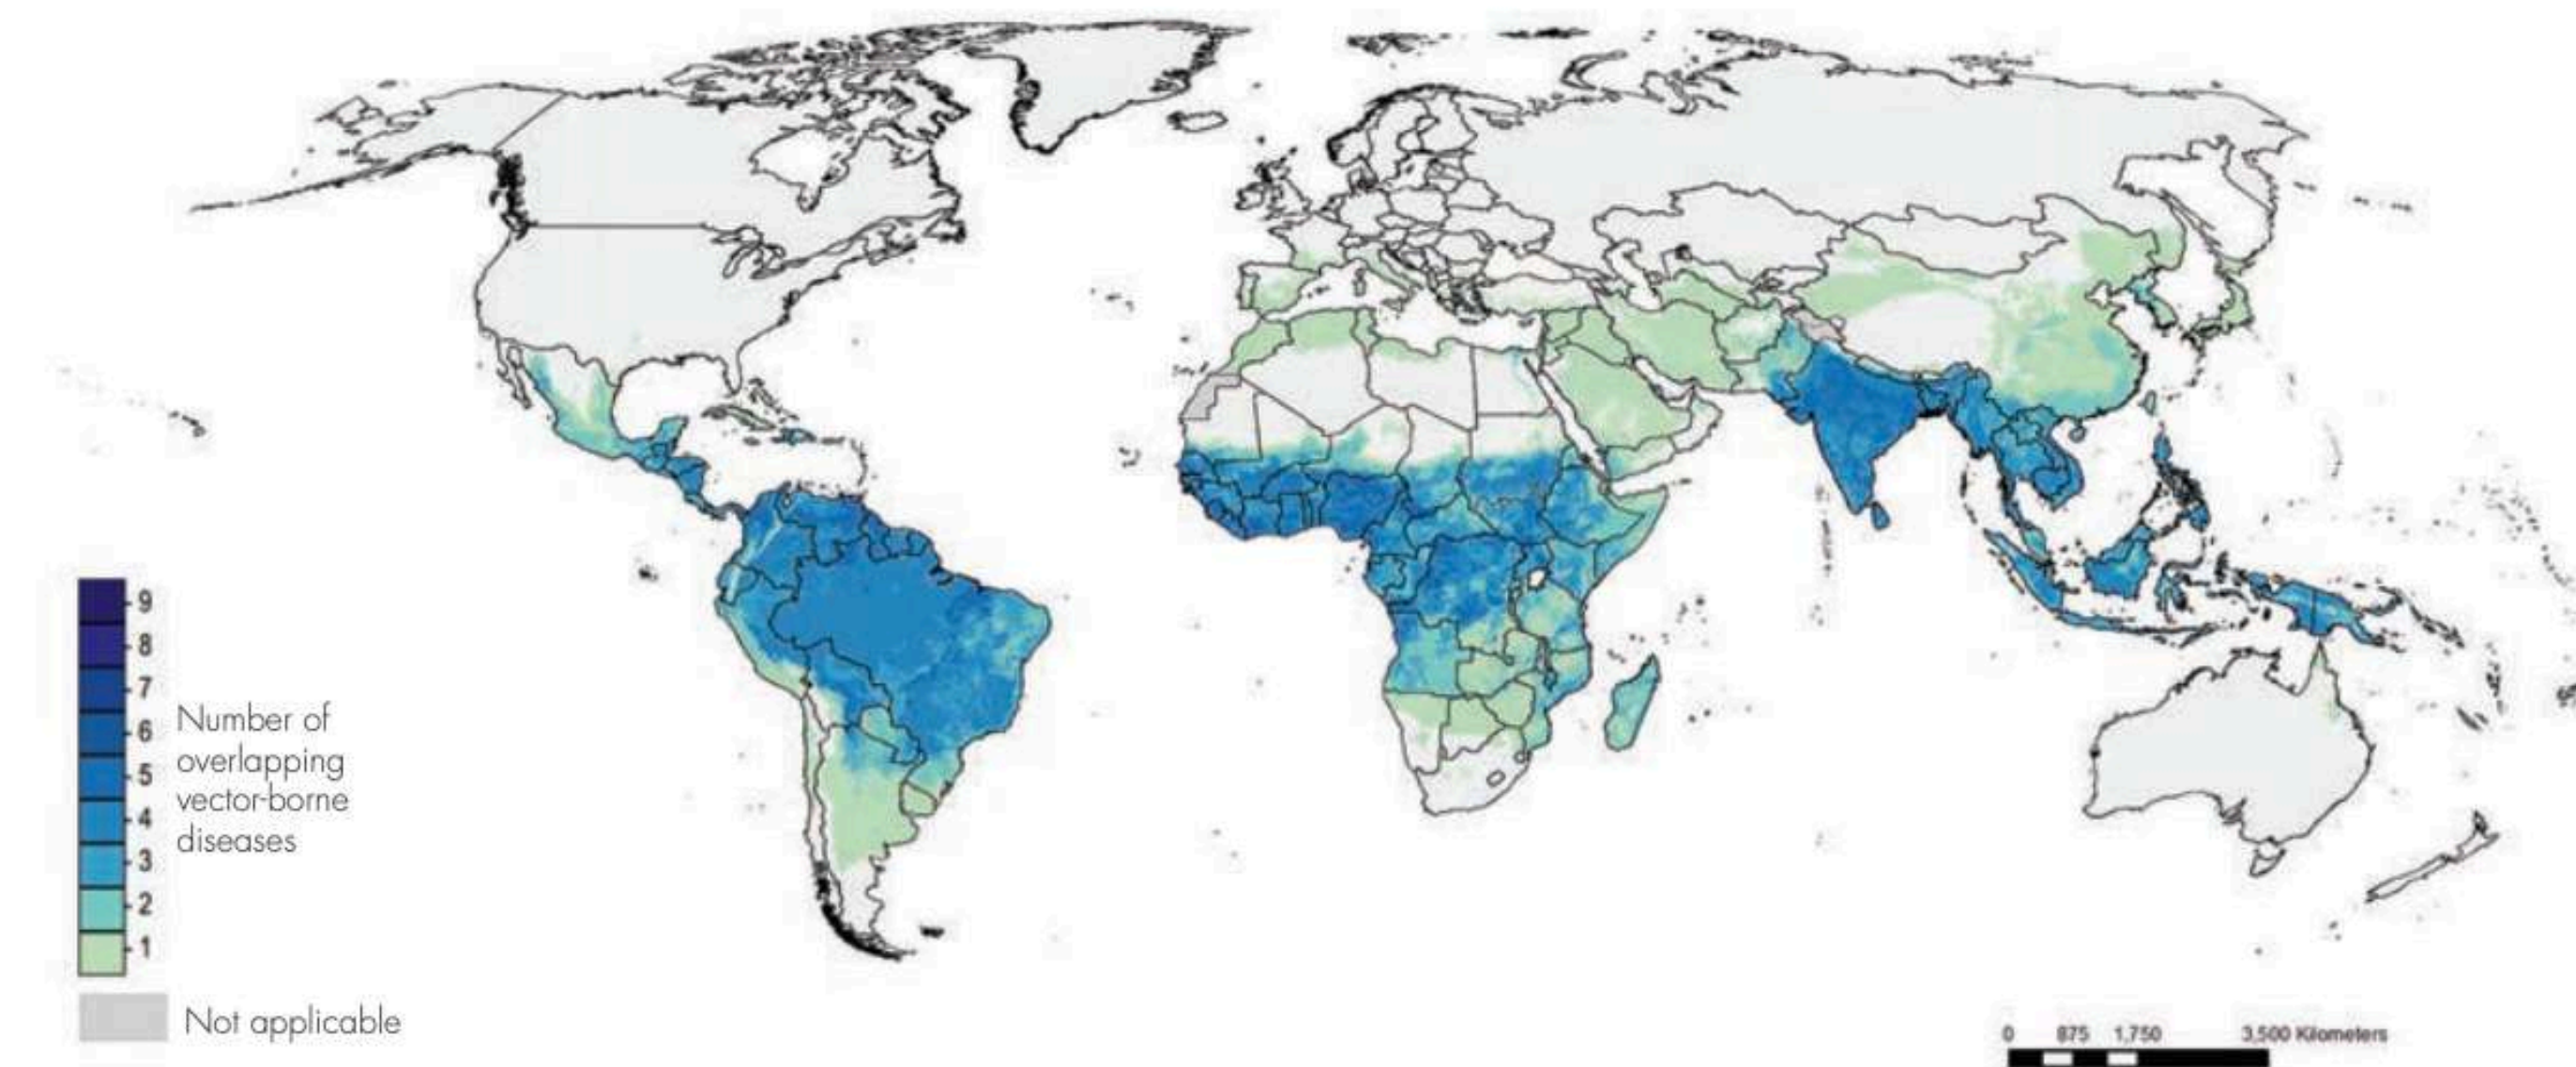 9
8
7
6
5
4
3
2
1
Number of
overlapping
vector-borne
diseases
Not applicable
0 875 1,750 3,500 Kilometers